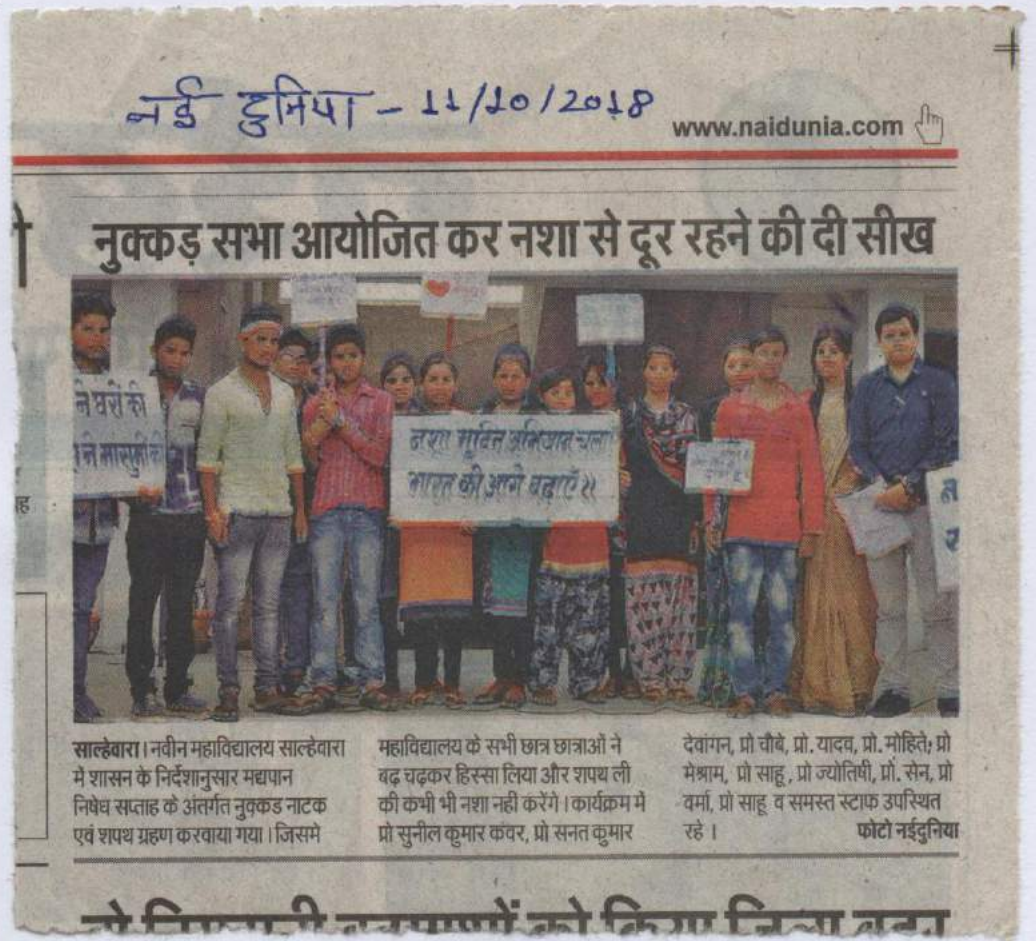 नई दुनिया - 11/10/2018
www.naidunia.com
नुक्कड़ सभा आयोजित कर नशा से दूर रहने की दी सीख
ने घरो की
ने मासुमो की
नशा मुक्ति अभियान चला
भारत को आगे बढ़ाएँ।।
साल्हेवारा। नवीन महाविद्यालय साल्हेवारा
मे शासन के निर्देशानुसार मद्यपान
निषेध सप्ताह के अंतर्गत नुक्कड नाटक
एवं शपथ ग्रहण करवाया गया। जिसमे
महाविद्यालय के सभी छात्र छात्राओं ने
बढ़ चढ़कर हिस्सा लिया और शपथ ली
की कभी भी नशा नही करेंगे। कार्यक्रम मे
प्रो सुनील कुमार कंवर, प्रो सनत कुमार
देवांगन, प्रो चौबे, प्रो. यादव, प्रो. मोहिते, प्रो
मेश्राम, प्रो साहू, प्रो ज्योतिषी, प्रो. सेन, प्रो
वर्मा, प्रो साहू व समस्त स्टाफ उपस्थित
रहे। फोटो नईदुनिया